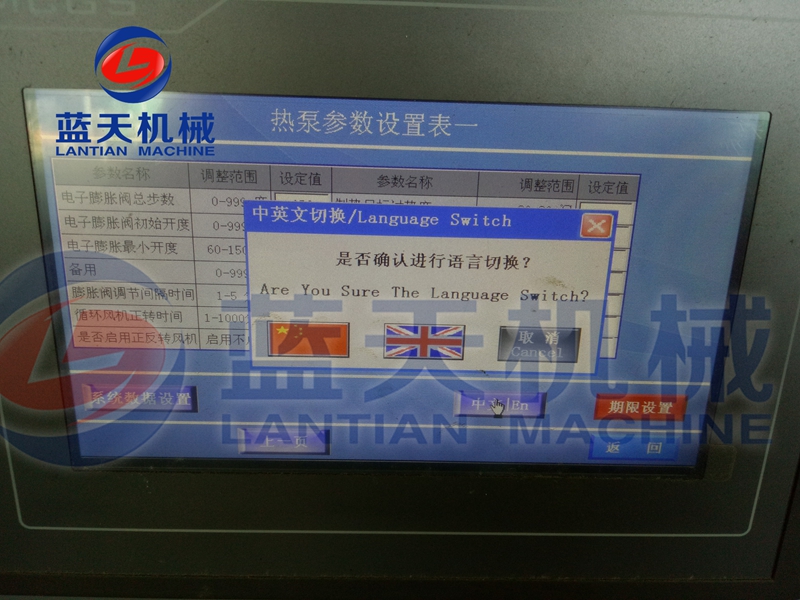 MCGS
蓝天机械
LANTIAN MACHINE
热泵参数设置表一
参数名称 调整范围 设定值 参数名称 调整范围 设定值
电子膨胀阀总步数 0-999
电子膨胀阀初始开度 0-99
电子膨胀最小开度 60-150
备用 0-999
膨胀阀调节间隔时间 1-5
循环风机正转时间 1-1000
是否启用正反转风机 启用不
中英文切换/Language Switch
是否确认进行语言切换？
Are You Sure The Language Switch?
取消
Cancel
蓝天机械
LANTIAN MACHINE
系统数据设置 中文|En 期限设置
上一页 返 回